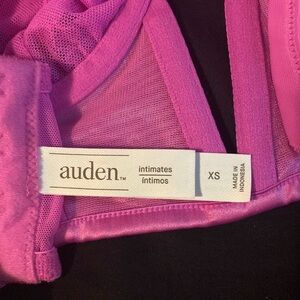 auden™
intimates
íntimos
XS
MADE IN
INDONESIA